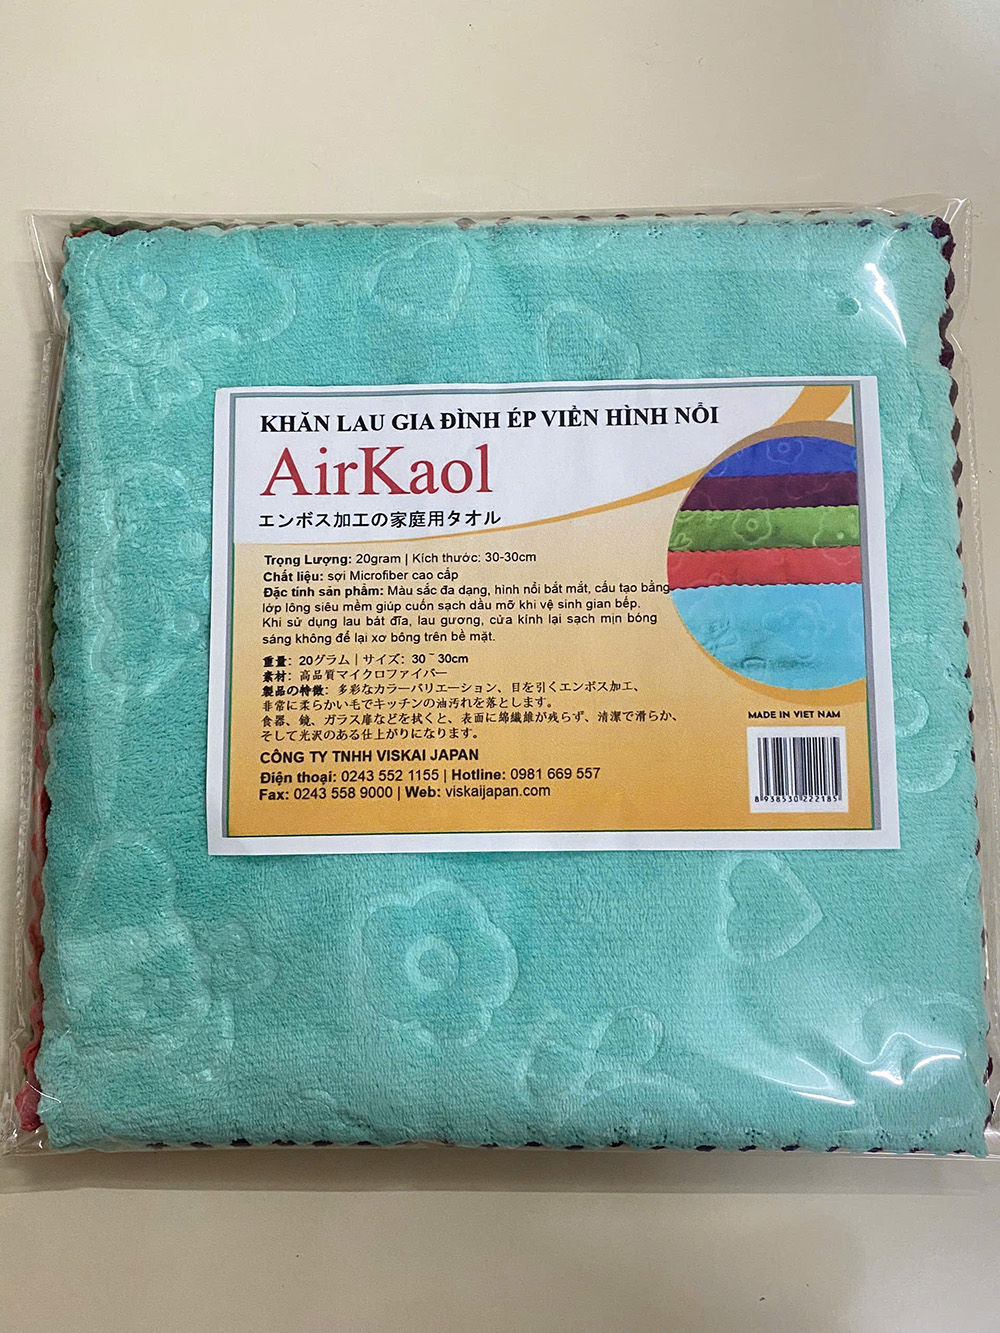 KHĂN LAU GIA ĐÌNH ÉP VIỀN HÌNH NỔI
AirKaol
エンボス加工の家庭用タオル
Trọng Lượng: 20gram | Kích thước: 30-30cm
Chất liệu: sợi Microfiber cao cấp
Đặc tính sản phẩm: Màu sắc đa dạng, hình nổi bắt mắt, cấu tạo bằng
lớp lông siêu mềm giúp cuốn sạch dầu mỡ khi vệ sinh gian bếp.
Khi sử dụng lau bát đĩa, lau gương, cửa kính lại sạch mịn bóng
sáng không để lại xơ bông trên bề mặt.
重量: 20グラム | サイズ: 30~30cm
素材: 高品質マイクロファイバー
製品の特徴: 多彩なカラーバリエーション、目を引くエンボス加工、
非常に柔らかい毛でキッチンの油汚れを落とします。
食器、鏡、ガラス扉などを拭くと、表面に綿繊維が残らず、清潔で滑らか、
そして光沢のある仕上がりになります。
CÔNG TY TNHH VISKAI JAPAN
Điện thoại: 0243 552 1155 | Hotline: 0981 669 557
Fax: 0243 558 9000 | Web: viskaijapan.com
MADE IN VIET NAM
8 938530 222185